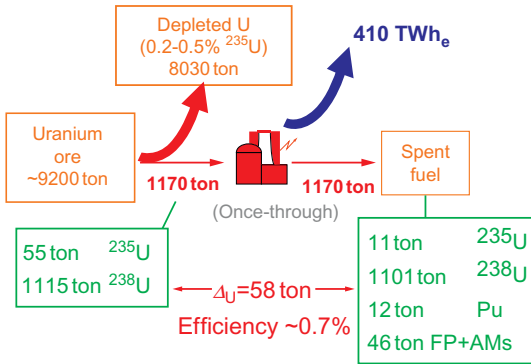 Depleted U
(0.2-0.5% ²³⁵U)
8030 ton
410 TWhₑ
Uranium
ore
~9200 ton
1170 ton
(Once-through)
1170 ton
Spent
fuel
55 ton ²³⁵U
1115 ton ²³⁸U
Δ_U=58 ton
Efficiency ~0.7%
11 ton ²³⁵U
1101 ton ²³⁸U
12 ton Pu
46 ton FP+AMs